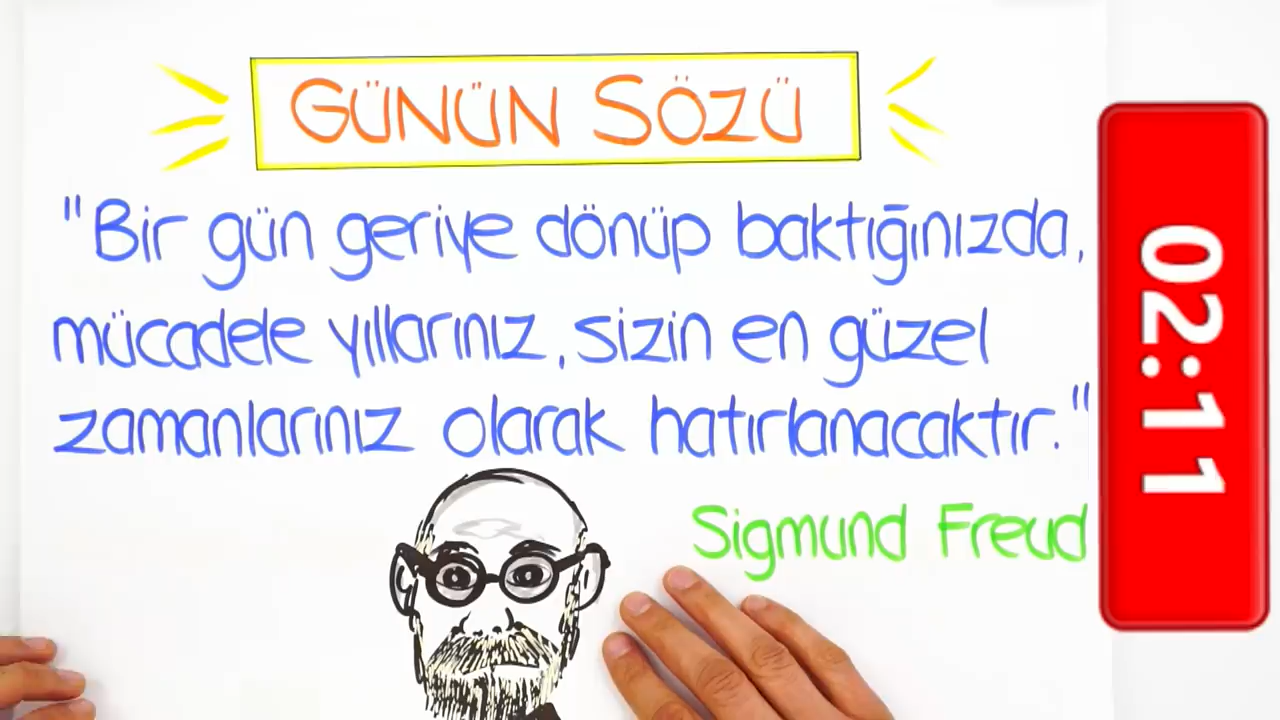 GÜNÜN SÖZÜ
"Bir gün geriye dönüp baktığınızda,
mücadele yıllarınız, sizin en güzel
zamanlarınız olarak hatırlanacaktır."
Sigmund Freud
02:11